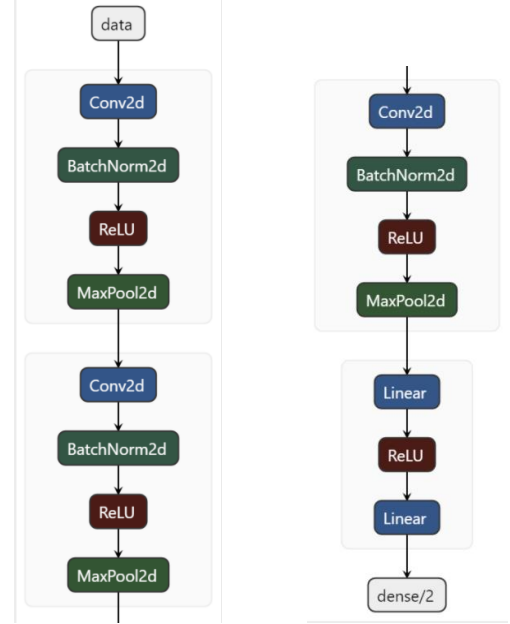 data
Conv2d
BatchNorm2d
ReLU
MaxPool2d
Conv2d
BatchNorm2d
ReLU
MaxPool2d
Conv2d
BatchNorm2d
ReLU
MaxPool2d
Linear
ReLU
Linear
dense/2